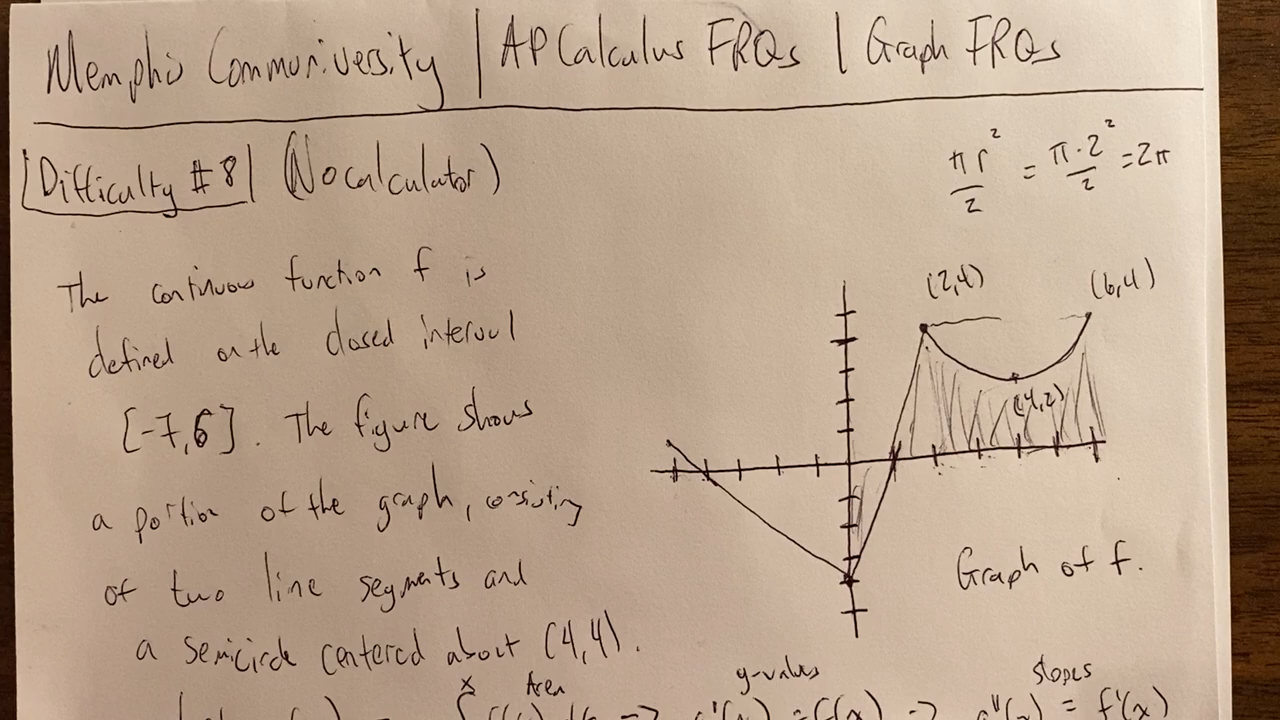 Memphis Communiversity | AP Calculus FRQs | Graph FRQs
Difficulty #8 (No calculator)
πr²/2 = π·2²/2 = 2π
The continuous function f is
defined on the closed interval
[-7,6]. The figure shows
a portion of the graph, consisting
of two line segments and
a semicircle centered about (4,4).
(2,4)
(6,4)
(4,2)
Graph of f.
Area
y-values
slopes
g'(x) = f(x) -> g"(x) = f'(x)